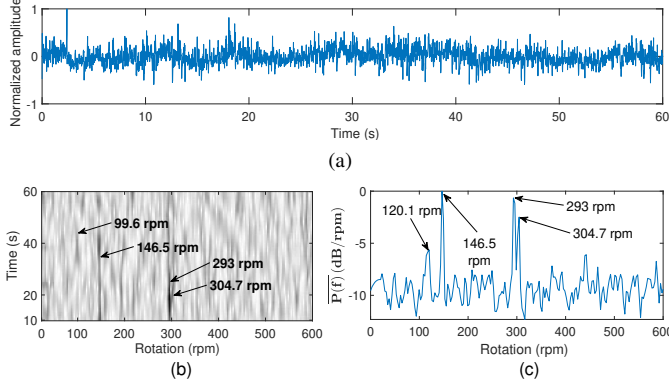 (a)
Normalized amplitude
1
0
-1
0 10 20 30 40 50 60
Time (s)
(a)
60
40
20
10
Time (s)
99.6 rpm
146.5 rpm
293 rpm
304.7 rpm
0 100 200 300 400 500 600
Rotation (rpm)
(b)
0
-5
-10
P(f) (dB/rpm)
120.1 rpm
146.5
rpm
293 rpm
304.7 rpm
0 100 200 300 400 500 600
Rotation (rpm)
(c)